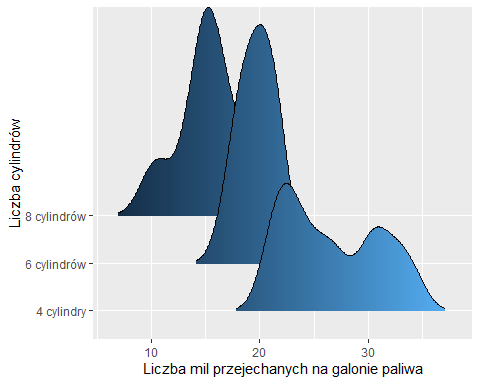 Liczba cylindrów
8 cylindrów
6 cylindrów
4 cylindry
10
20
30
Liczba mil przejechanych na galonie paliwa